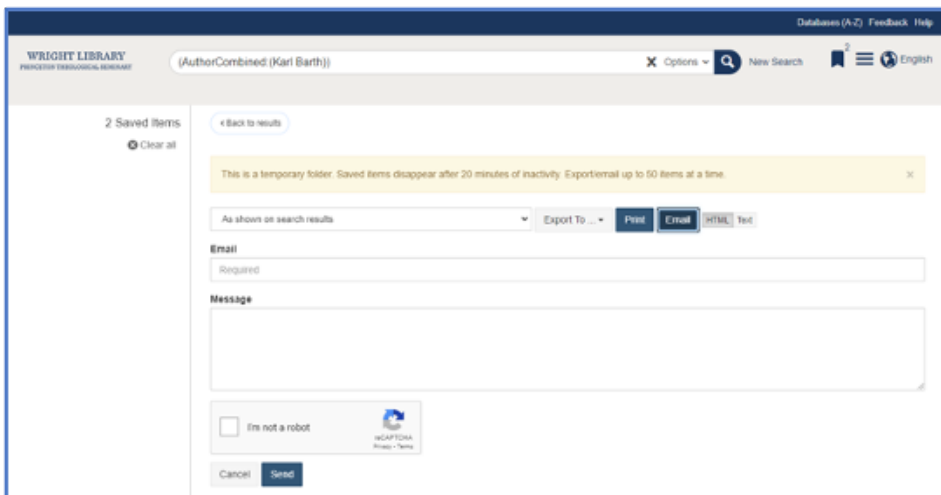 Databases (A-Z) Feedback Help
WRIGHT LIBRARY
PRINCETON THEOLOGICAL SEMINARY
(AuthorCombined:(Karl Barth)) X Options New Search 2 English
2 Saved Items
Clear all
Back to results
This is a temporary folder. Saved items disappear after 20 minutes of inactivity. Export/email up to 50 items at a time. ×
As shown on search results Export To ... Print Email HTML Text
Email
Required
Message
I'm not a robot
reCAPTCHA
Privacy - Terms
Cancel Send